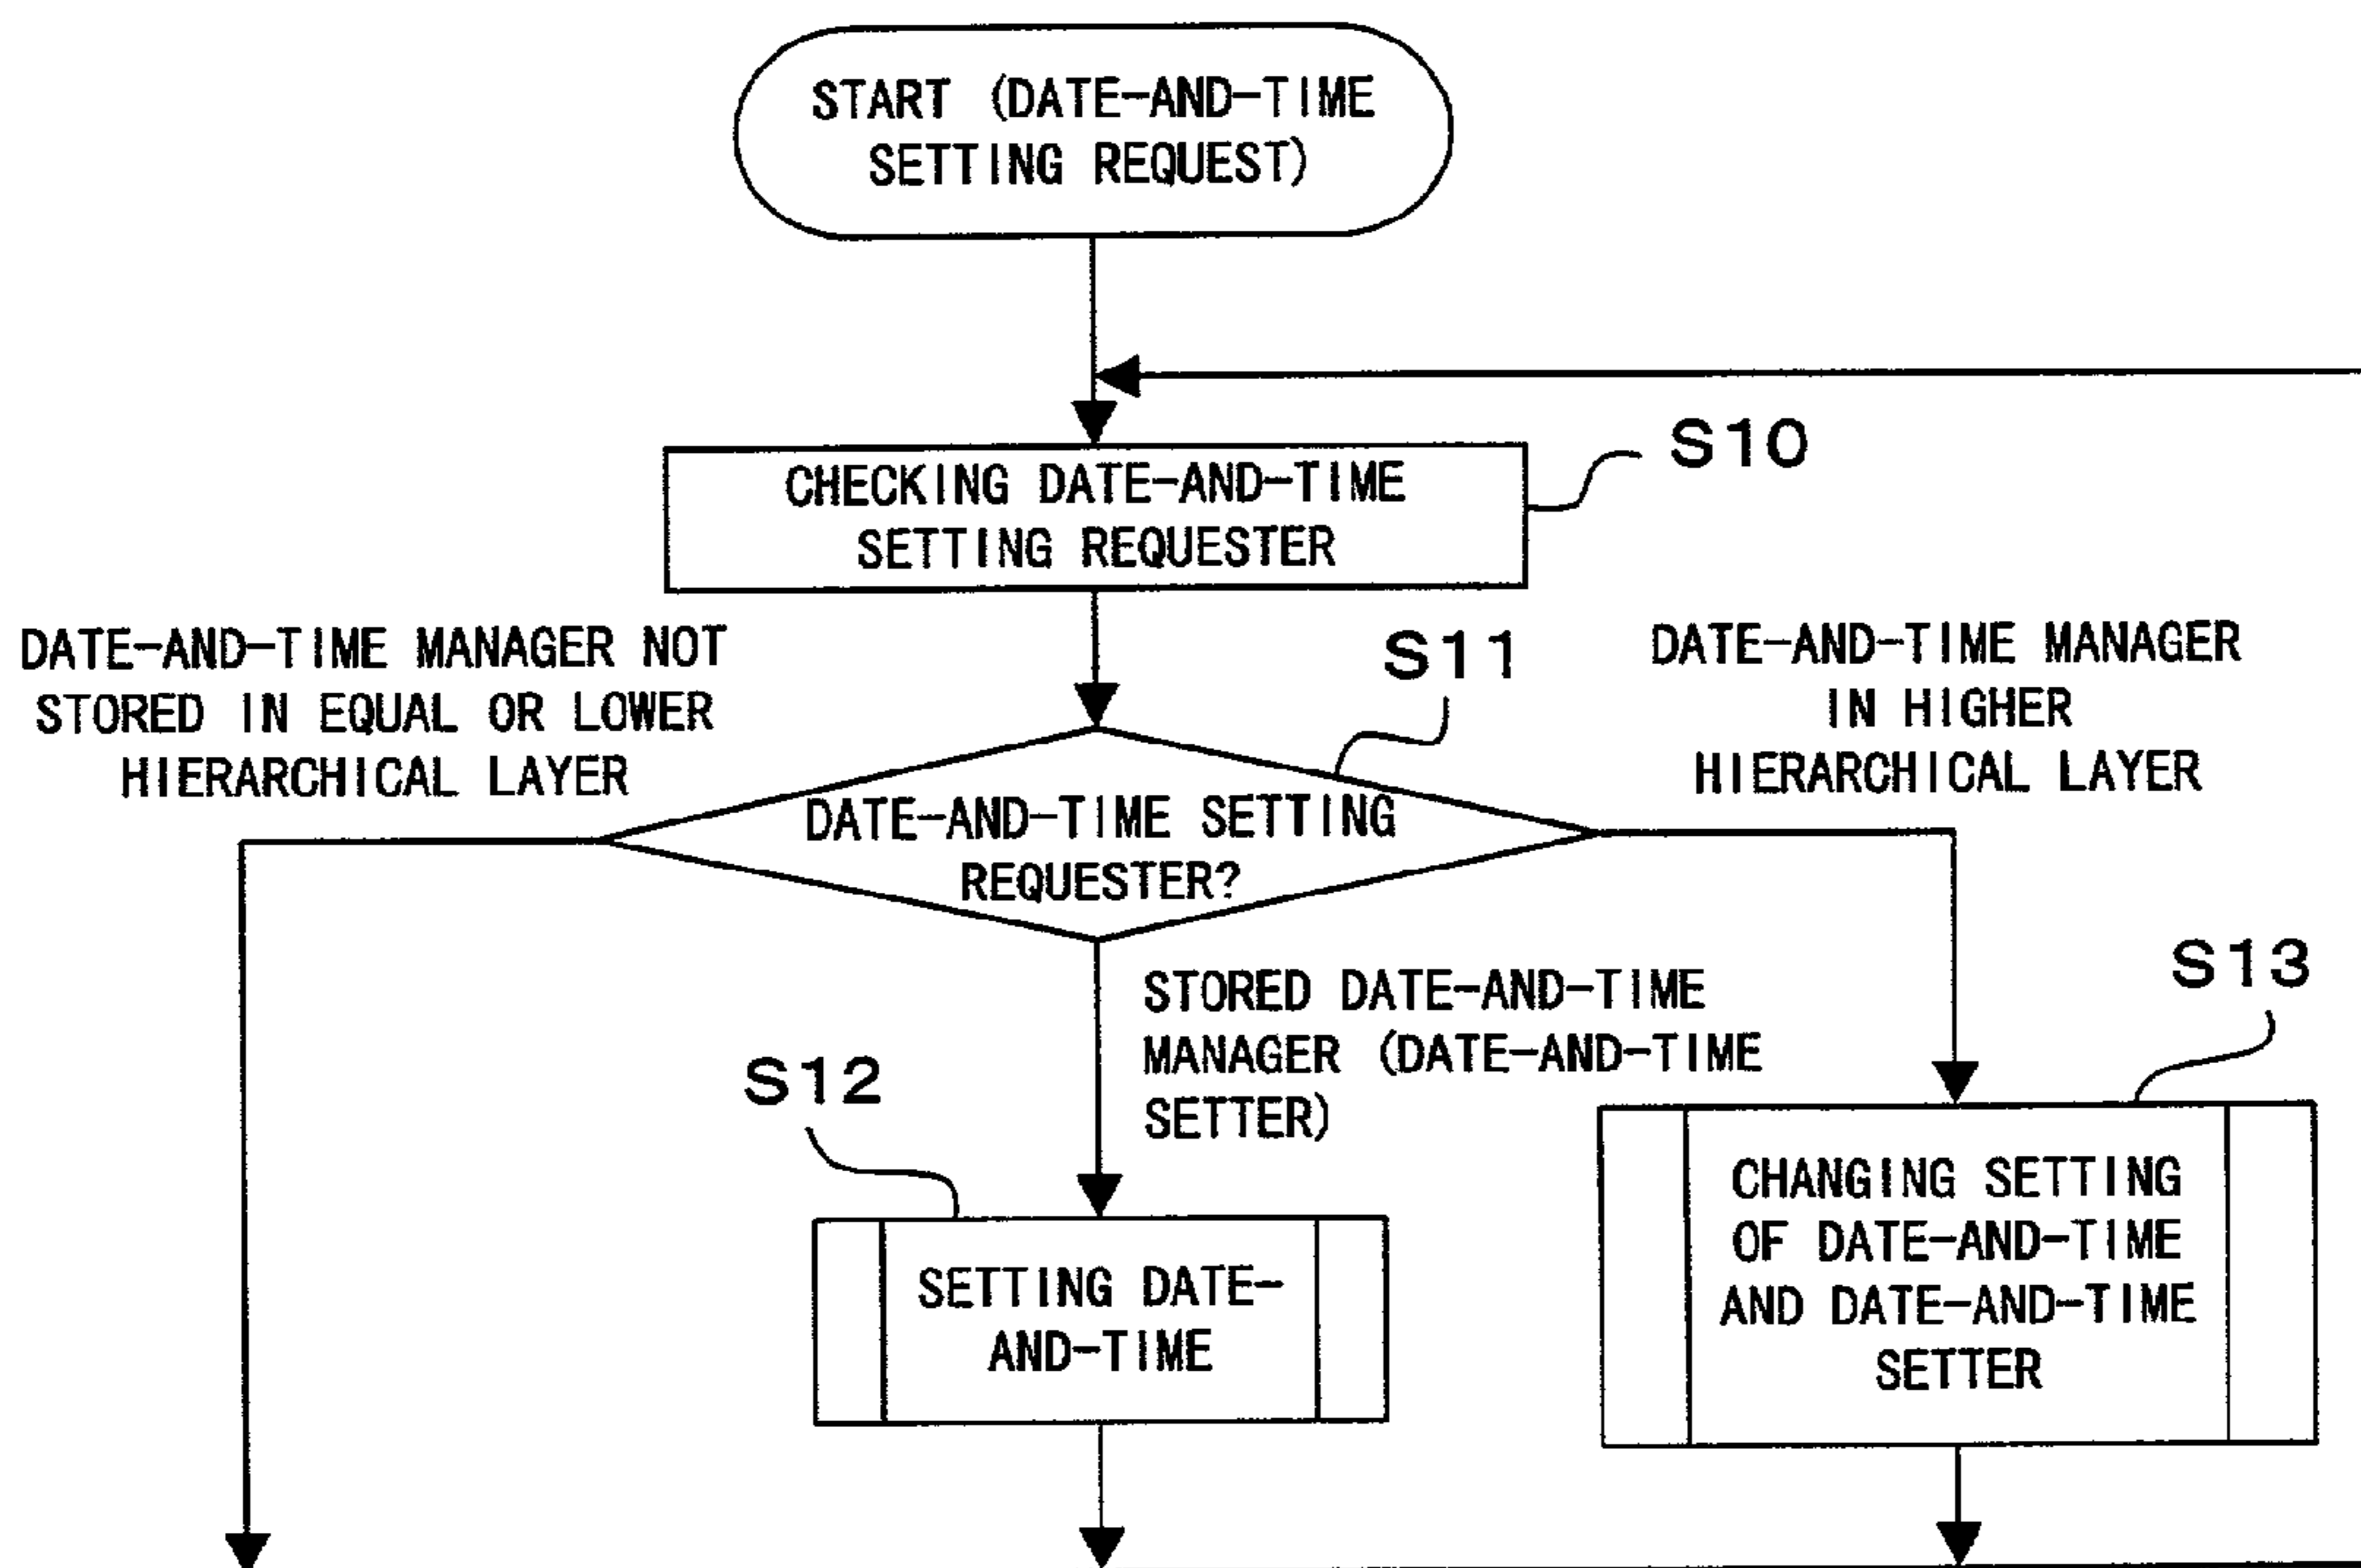 START (DATE-AND-TIME
SETTING REQUEST)
S10
CHECKING DATE-AND-TIME
SETTING REQUESTER
DATE-AND-TIME MANAGER NOT
STORED IN EQUAL OR LOWER
HIERARCHICAL LAYER
S11
DATE-AND-TIME MANAGER
IN HIGHER
HIERARCHICAL LAYER
DATE-AND-TIME SETTING
REQUESTER?
STORED DATE-AND-TIME
MANAGER (DATE-AND-TIME
SETTER)
S12
S13
SETTING DATE-
AND-TIME
CHANGING SETTING
OF DATE-AND-TIME
AND DATE-AND-TIME
SETTER